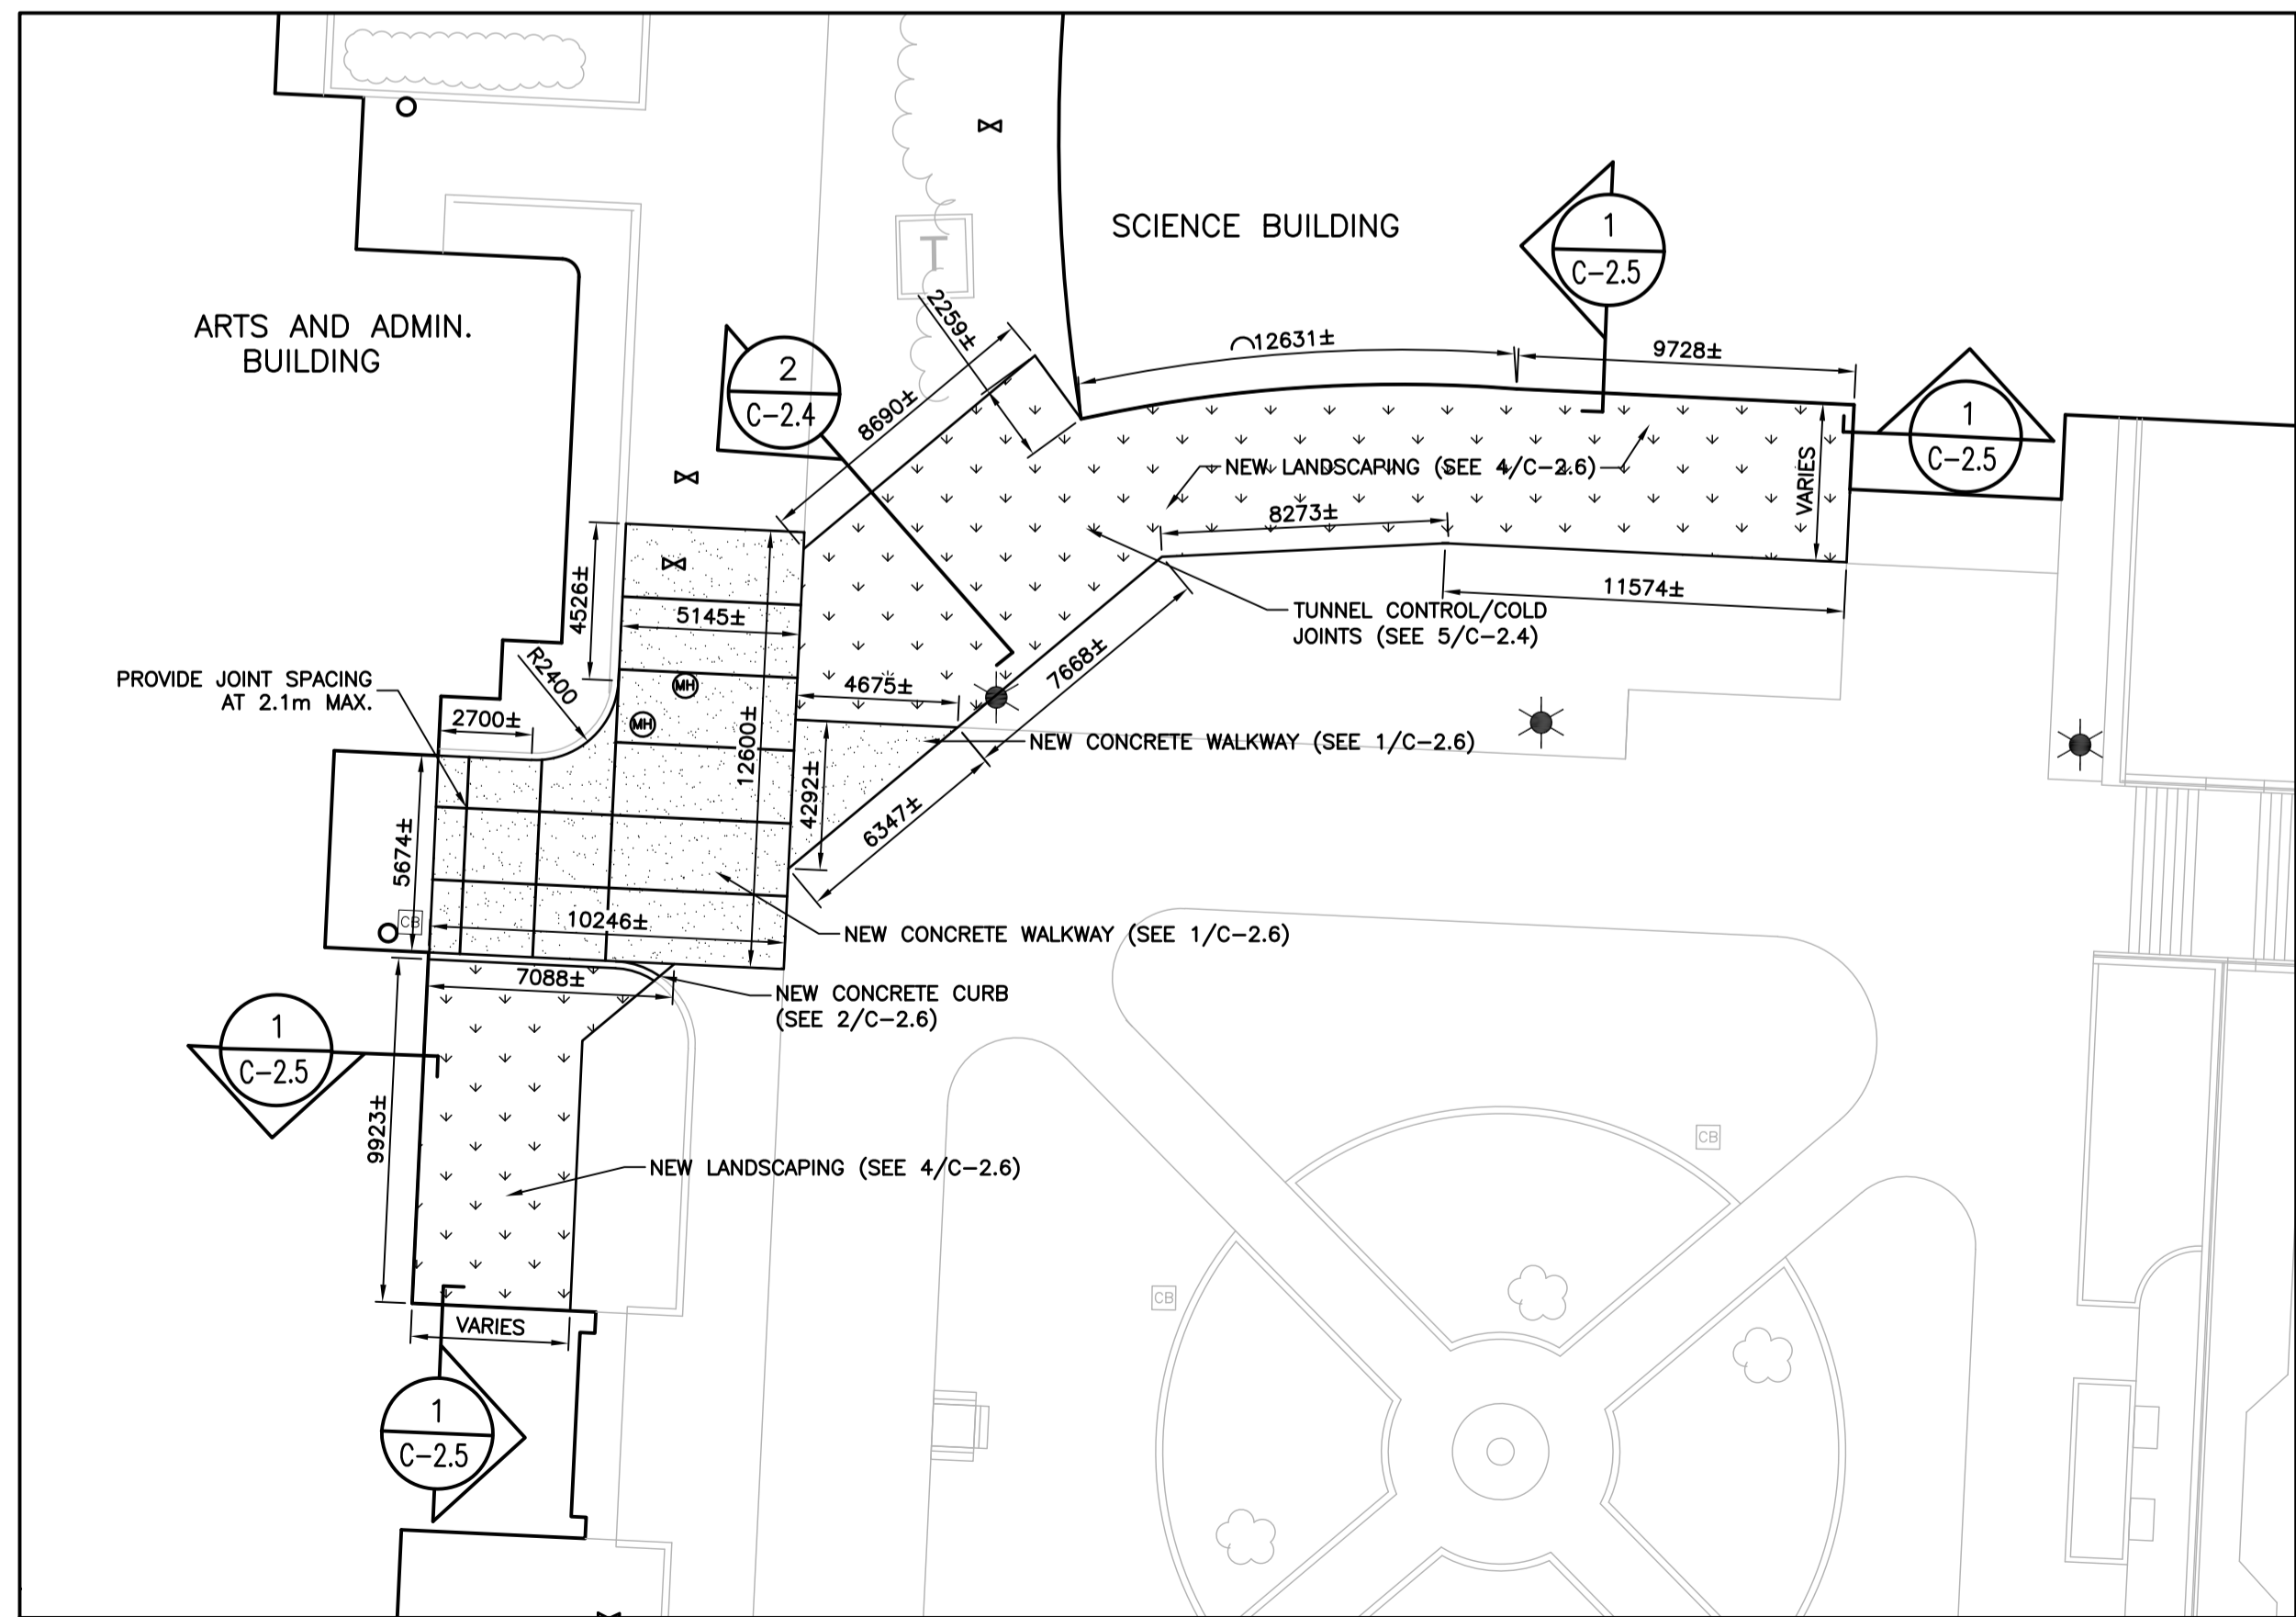 SCIENCE BUILDING
1
C-2.5
ARTS AND ADMIN.
BUILDING
T
2259±
12631±
9728±
2
C-2.4
8690±
1
C-2.5
NEW LANDSCAPING (SEE 4/C-2.6)
VARIES
8273±
4526±
5145±
11574±
TUNNEL CONTROL/COLD
JOINTS (SEE 5/C-2.4)
R2400
PROVIDE JOINT SPACING
AT 2.1m MAX.
MH
4675±
7668±
2700±
MH
12600±
NEW CONCRETE WALKWAY (SEE 1/C-2.6)
4292±
6347±
5674±
CB
10246±
NEW CONCRETE WALKWAY (SEE 1/C-2.6)
7088±
NEW CONCRETE CURB
(SEE 2/C-2.6)
1
C-2.5
9923±
CB
NEW LANDSCAPING (SEE 4/C-2.6)
CB
VARIES
1
C-2.5